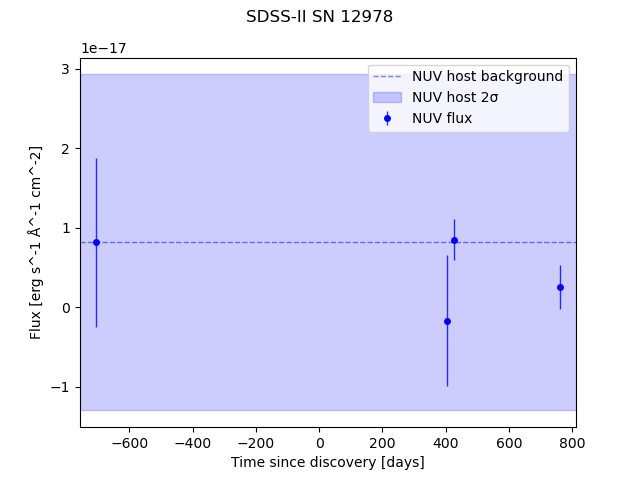 SDSS-II SN 12978
1e−17
NUV host background
NUV host 2σ
NUV flux
3
2
1
0
−1
Flux [erg s^-1 Å^-1 cm^-2]
−600 −400 −200 0 200 400 600 800
Time since discovery [days]